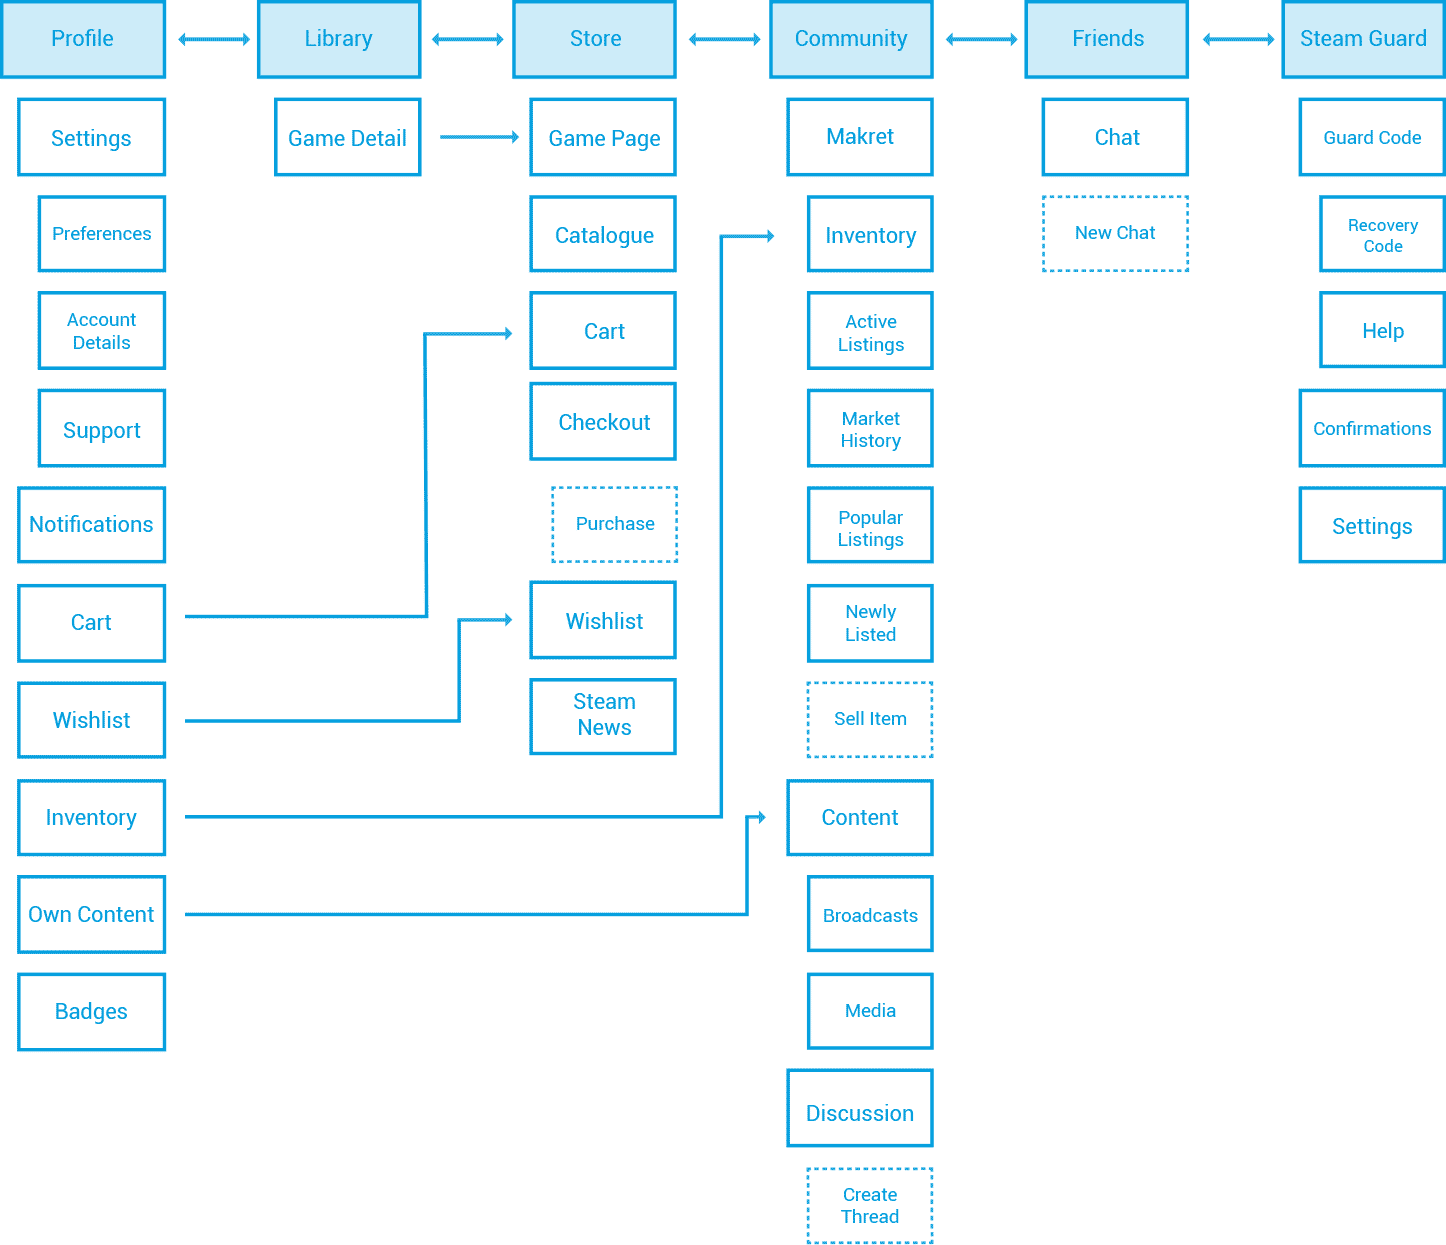 Profile
Library
Store
Community
Friends
Steam Guard
Settings
Preferences
Account
Details
Support
Notifications
Cart
Wishlist
Inventory
Own Content
Badges
Game Detail
Game Page
Catalogue
Cart
Checkout
Purchase
Wishlist
Steam
News
Makret
Inventory
Active
Listings
Market
History
Popular
Listings
Newly
Listed
Sell Item
Content
Broadcasts
Media
Discussion
Create
Thread
Chat
New Chat
Guard Code
Recovery
Code
Help
Confirmations
Settings